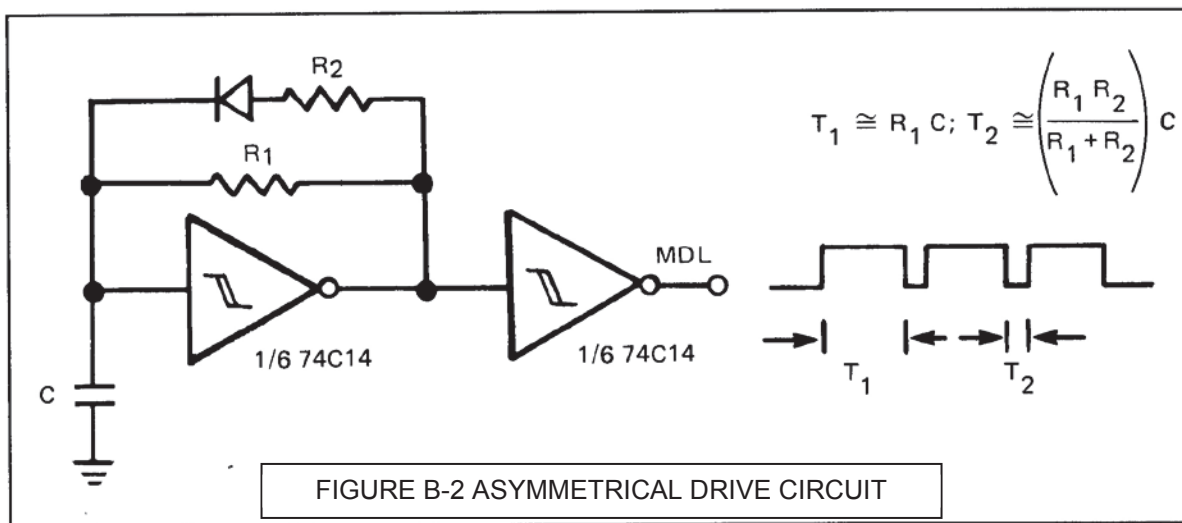 R2
R1
T1 ≅ R1 C; T2 ≅ (R1 R2 / R1 + R2) C
MDL
1/6 74C14
1/6 74C14
C
T1
T2
FIGURE B-2 ASYMMETRICAL DRIVE CIRCUIT